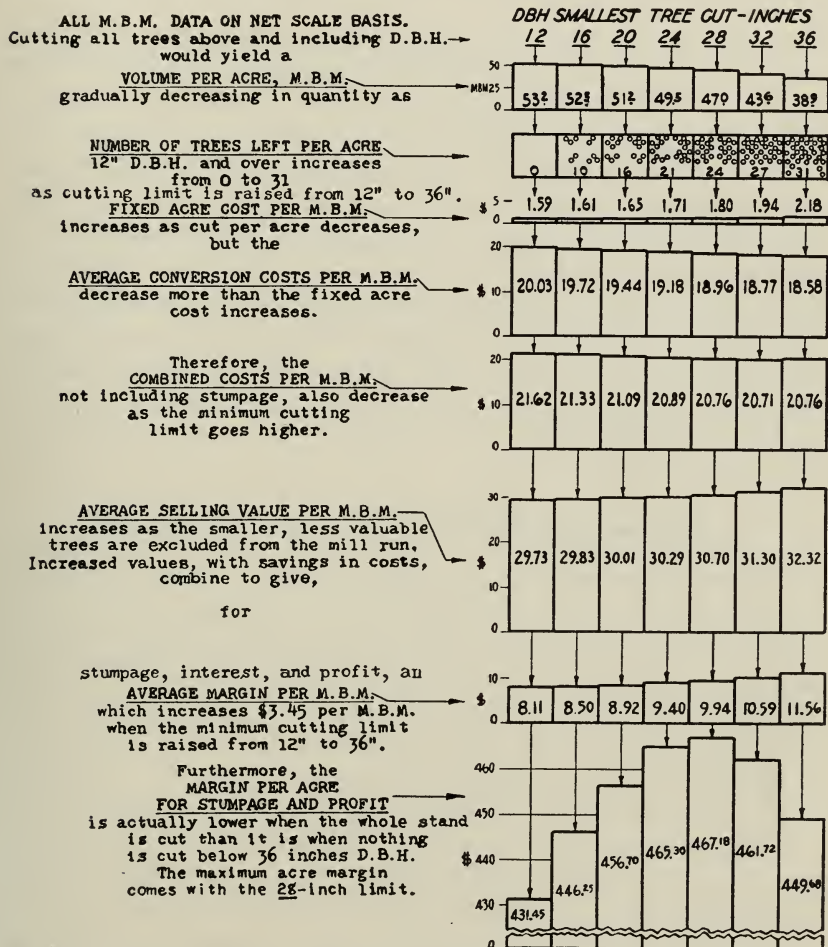 ALL M.B.M. DATA ON NET SCALE BASIS.
Cutting all trees above and including D.B.H.
would yield a
VOLUME PER ACRE, M.B.M.
gradually decreasing in quantity as
NUMBER OF TREES LEFT PER ACRE
12" D.B.H. and over increases
from 0 to 31
as cutting limit is raised from 12" to 36".
FIXED ACRE COST PER M.B.M.
increases as cut per acre decreases,
but the
AVERAGE CONVERSION COSTS PER M.B.M.
decrease more than the fixed acre
cost increases.
Therefore, the
COMBINED COSTS PER M.B.M.
not including stumpage, also decrease
as the minimum cutting
limit goes higher.
AVERAGE SELLING VALUE PER M.B.M.
increases as the smaller, less valuable
trees are excluded from the mill run.
Increased values, with savings in costs,
combine to give,
for
stumpage, interest, and profit, an
AVERAGE MARGIN PER M.B.M.
which increases $3.45 per M.B.M.
when the minimum cutting limit
is raised from 12" to 36".
Furthermore, the
MARGIN PER ACRE
FOR STUMPAGE AND PROFIT
is actually lower when the whole stand
is cut than it is when nothing
is cut below 36 inches D.B.H.
The maximum acre margin
comes with the 28-inch limit.
DBH SMALLEST TREE CUT-INCHES
12 16 20 24 28 32 36
50
MBM 25
0
53² 51² 49⁵ 47⁰ 43⁶ 38⁹
0 10 16 21 24 27 31
$ 5
0
1.59 1.61 1.65 1.71 1.80 1.94 2.18
20
$ 10
0
20.03 19.72 19.44 19.18 18.96 18.77 18.58
20
$ 10
0
21.62 21.33 21.09 20.89 20.76 20.71 20.76
30
20
$
10
0
29.73 29.83 30.01 30.29 30.70 31.30 32.32
10
$
0
8.11 8.50 8.92 9.40 9.94 10.59 11.56
460
450
$ 440
430
0
431.45 446.25 456.70 465.30 467.18 461.72 449.68